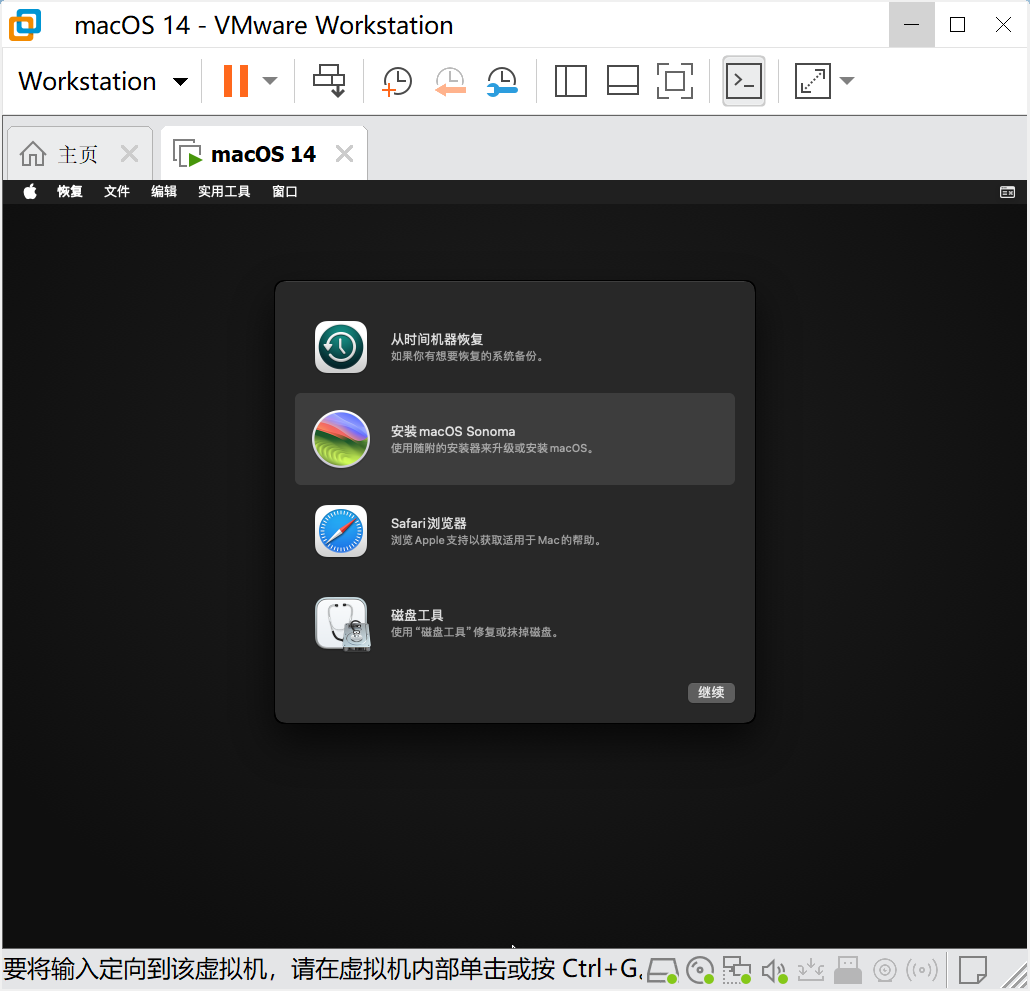 macOS 14 - VMware Workstation
Workstation
主页
macOS 14
恢复 文件 编辑 实用工具 窗口
从时间机器恢复
如果你有想要恢复的系统备份。
安装 macOS Sonoma
使用随附的安装器来升级或安装 macOS。
Safari 浏览器
浏览 Apple 支持以获取适用于 Mac 的帮助。
磁盘工具
使用“磁盘工具”修复或抹掉磁盘。
继续
要将输入定向到该虚拟机，请在虚拟机内部单击或按 Ctrl+G。